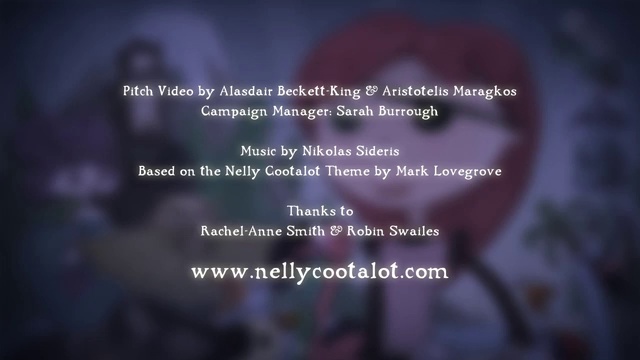 Pitch Video by Alasdair Beckett-King & Aristotelis Maragkos
Campaign Manager: Sarah Burrough
Music by Nikolas Sideris
Based on the Nelly Cootalot Theme by Mark Lovegrove
Thanks to
Rachel-Anne Smith & Robin Swailes
www.nellycootalot.com